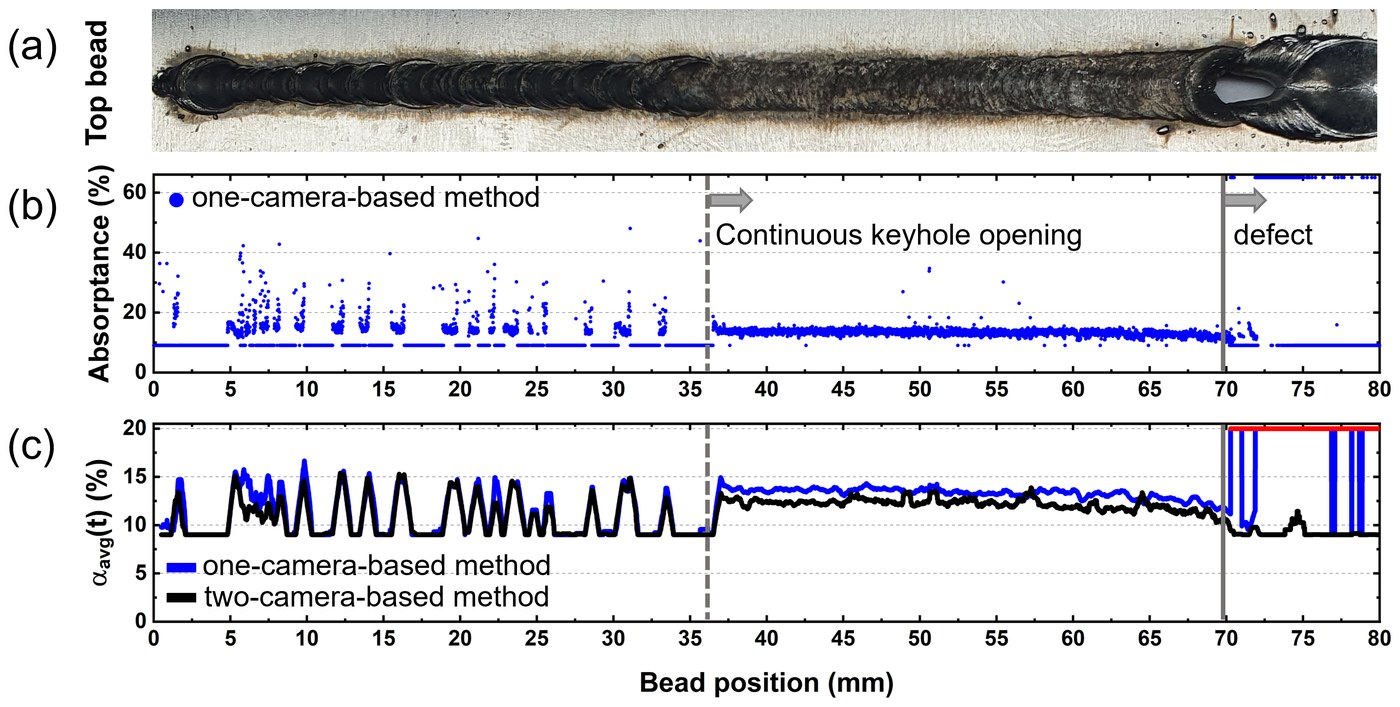 (a)
Top bead
(b)
Absorptance (%)
60
40
20
0
one-camera-based method
Continuous keyhole opening
defect
0 5 10 15 20 25 30 35 40 45 50 55 60 65 70 75 80
(c)
αavg(t) (%)
20
15
10
5
0
one-camera-based method
two-camera-based method
0 5 10 15 20 25 30 35 40 45 50 55 60 65 70 75 80
Bead position (mm)